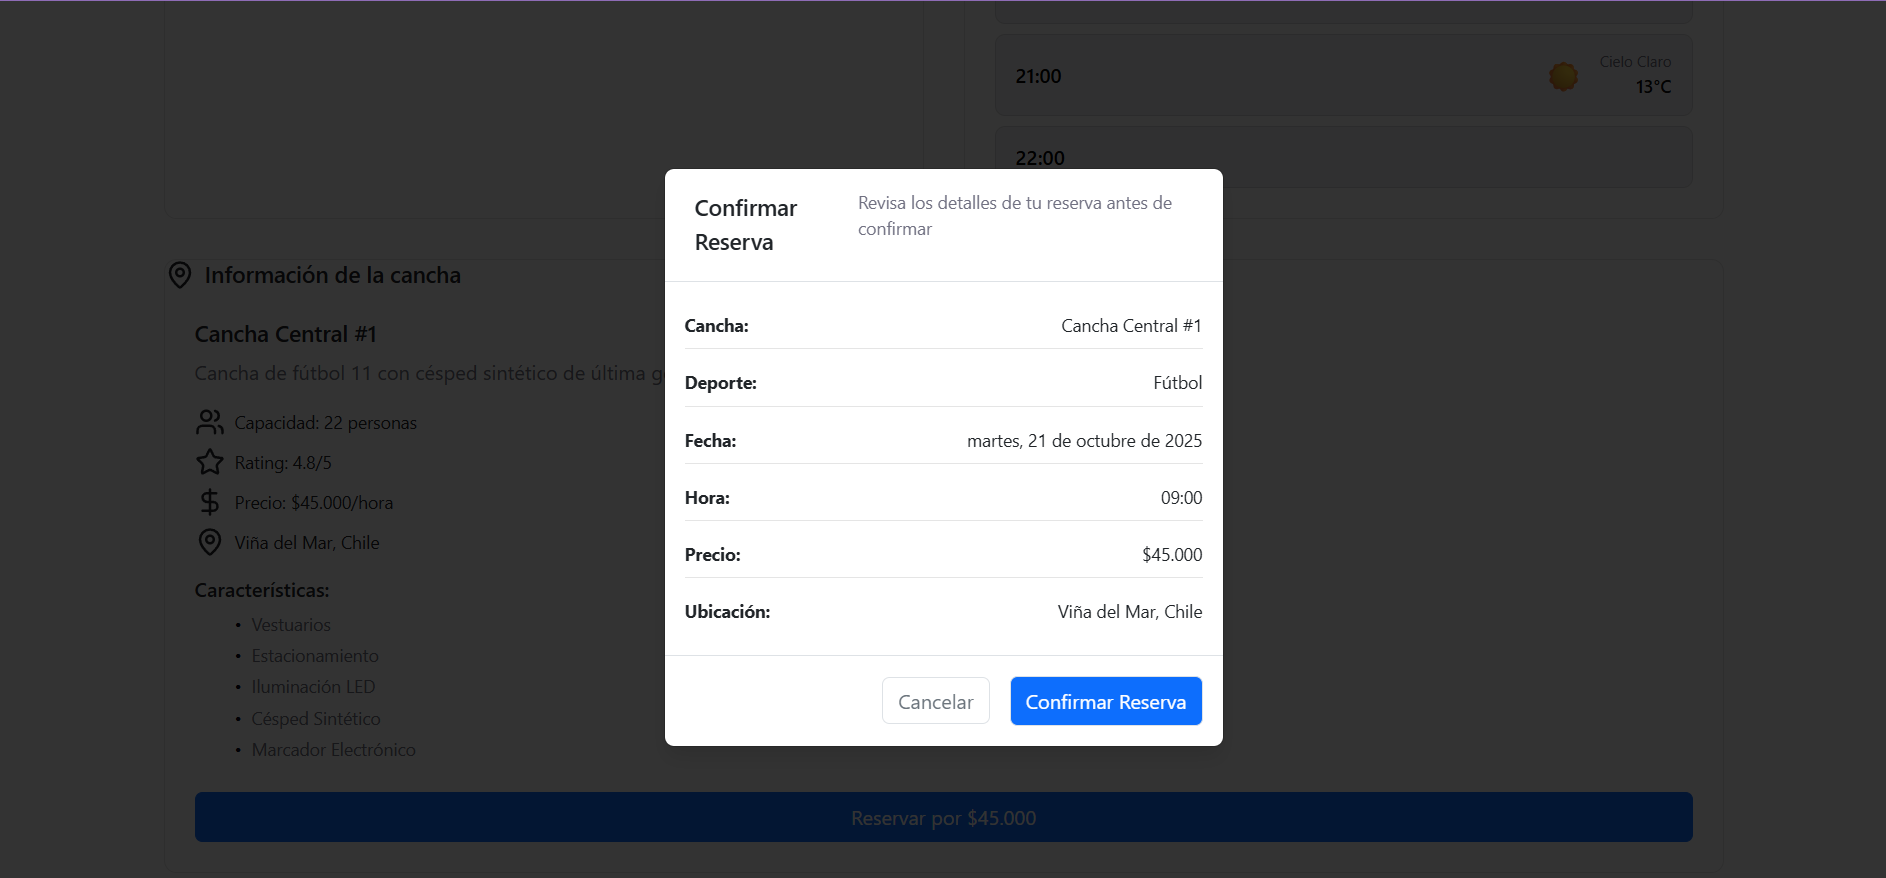 21:00
Cielo Claro
13°C
22:00
Confirmar
Reserva
Revisa los detalles de tu reserva antes de
confirmar
Cancha: Cancha Central #1
Deporte: Fútbol
Fecha: martes, 21 de octubre de 2025
Hora: 09:00
Precio: $45.000
Ubicación: Viña del Mar, Chile
Cancelar Confirmar Reserva
Información de la cancha
Cancha Central #1
Cancha de fútbol 11 con césped sintético de última
Capacidad: 22 personas
Rating: 4.8/5
Precio: $45.000/hora
Viña del Mar, Chile
Características:
• Vestuarios
• Estacionamiento
• Iluminación LED
• Césped Sintético
• Marcador Electrónico
Reservar por $45.000